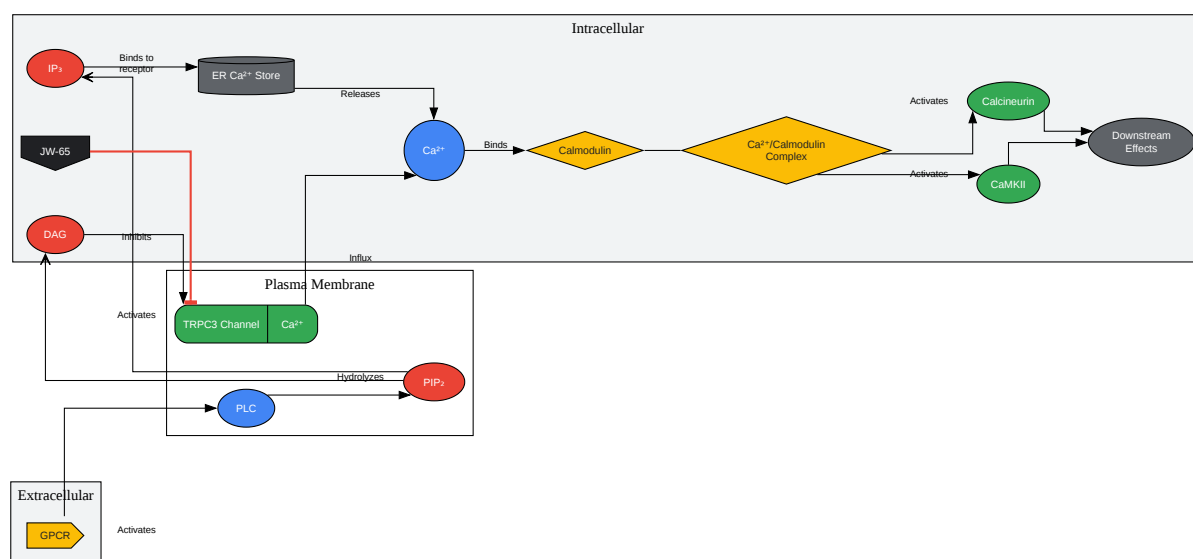 Intracellular
IP₃
Binds to
receptor
ER Ca²⁺ Store
Releases
JW-65
Ca²⁺
Binds
Calmodulin
Ca²⁺/Calmodulin
Complex
Activates
Calcineurin
Activates
CaMKII
Downstream
Effects
DAG
Inhibits
Influx
Plasma Membrane
Activates
TRPC3 Channel
Ca²⁺
Hydrolyzes
PIP₂
PLC
Extracellular
GPCR
Activates